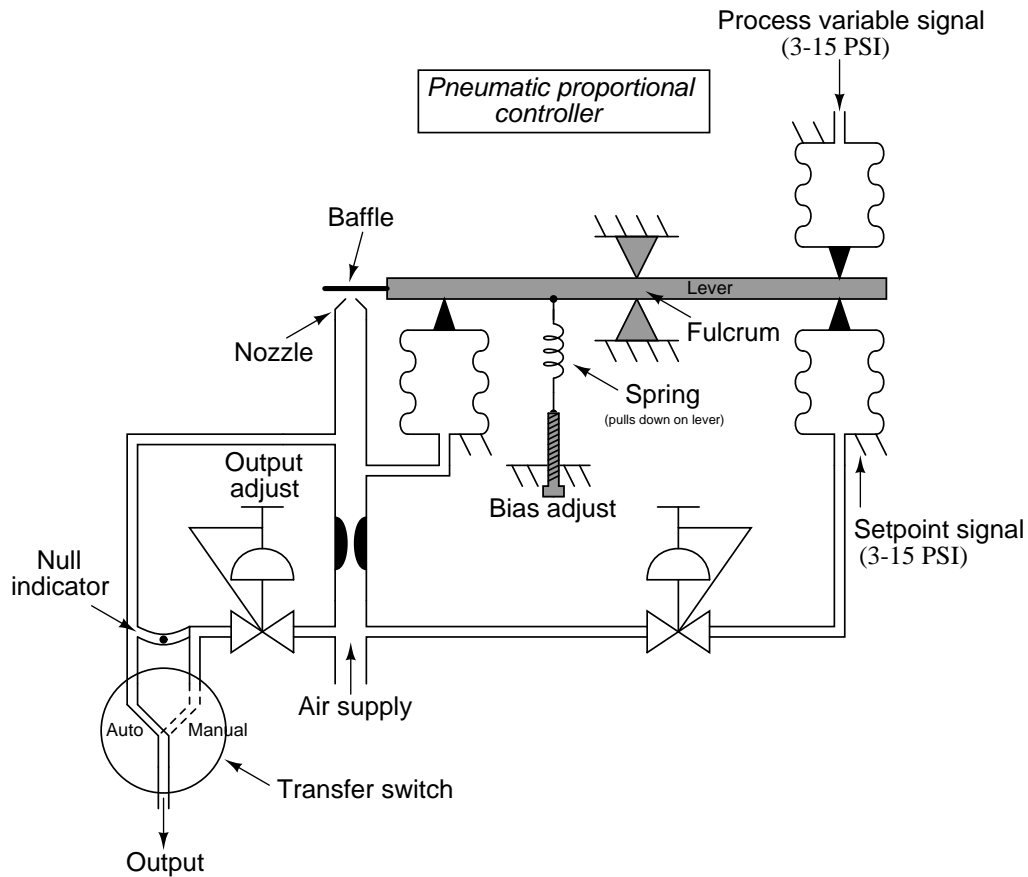 Process variable signal
(3-15 PSI)
Pneumatic proportional
controller
Baffle
Lever
Nozzle
Fulcrum
Spring
(pulls down on lever)
Output
adjust
Bias adjust
Setpoint signal
(3-15 PSI)
Null
indicator
Air supply
Auto
Manual
Transfer switch
Output